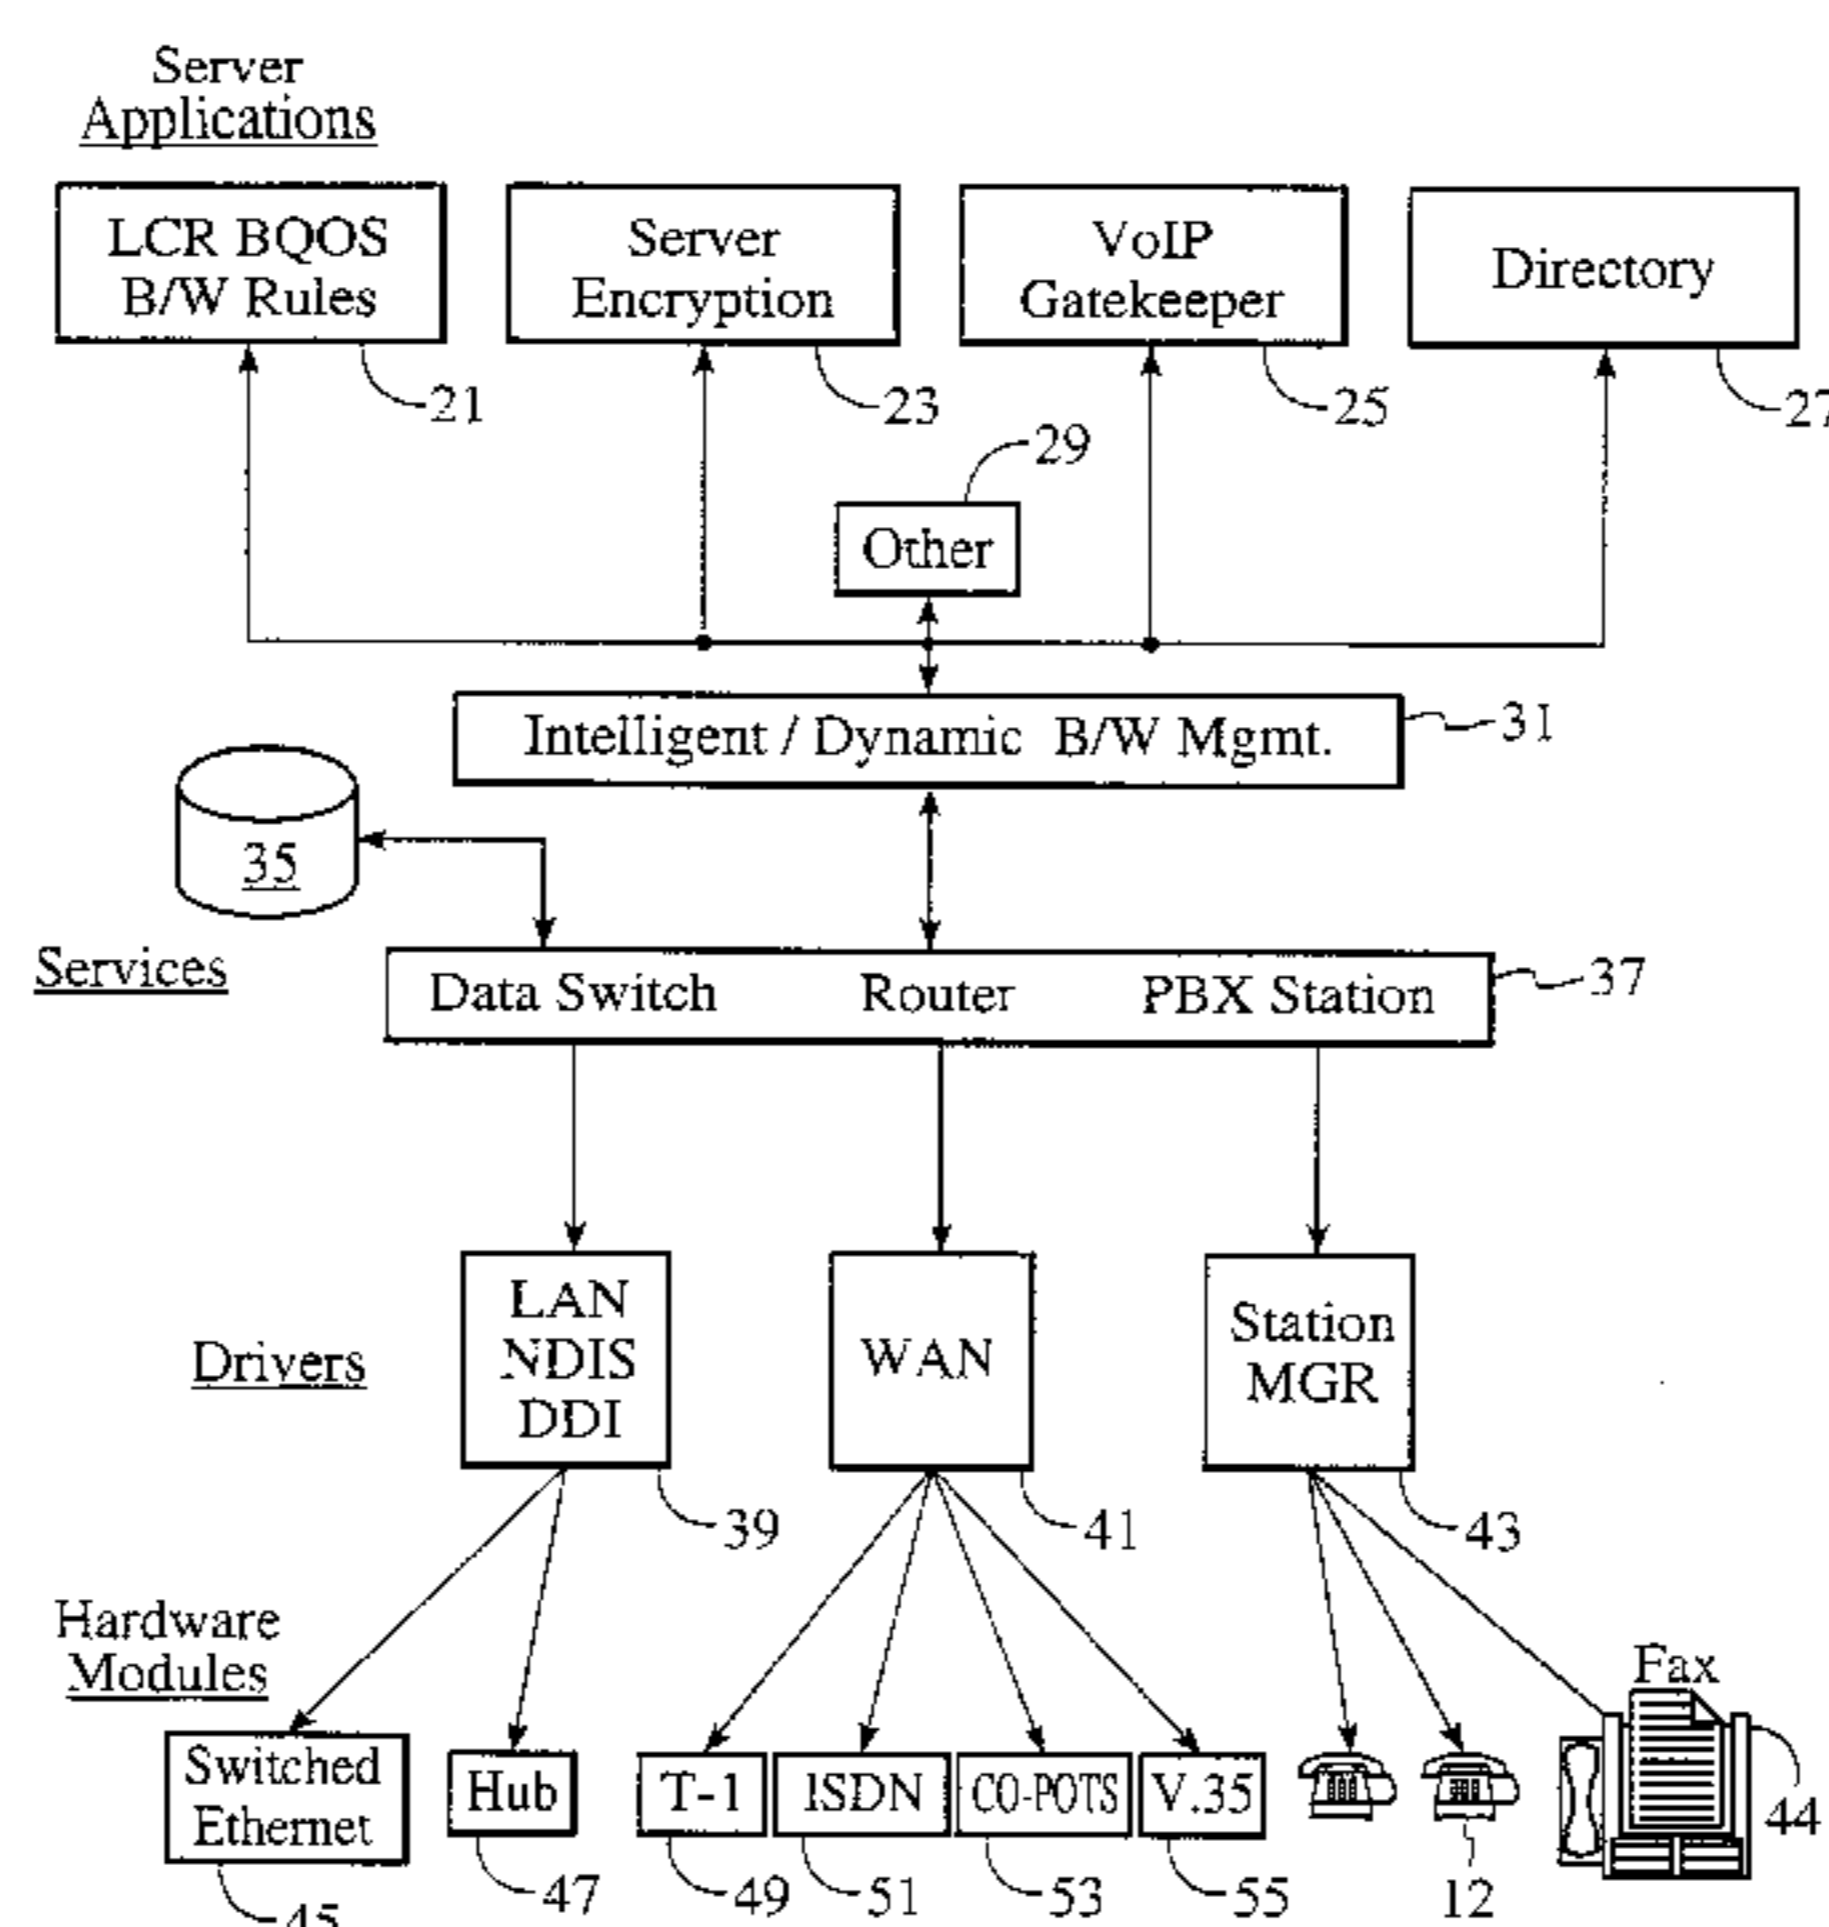 Server
Applications
LCR BQOS
B/W Rules
Server
Encryption
VoIP
Gatekeeper
Directory
21
23
25
27
29
Other
Intelligent / Dynamic B/W Mgmt.
31
35
Services
Data Switch Router PBX Station
37
Drivers
LAN
NDIS
DDI
WAN
Station
MGR
39
41
43
Hardware
Modules
Fax
Switched
Ethernet
Hub
T-1
ISDN
CO-POTS
V.35
44
45
47
49
51
53
55
12